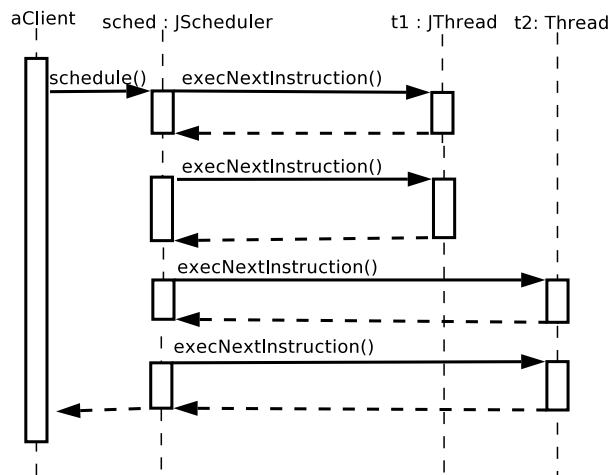 aClient sched : JScheduler t1 : JThread t2: Thread
schedule() execNextInstruction()
execNextInstruction()
execNextInstruction()
execNextInstruction()